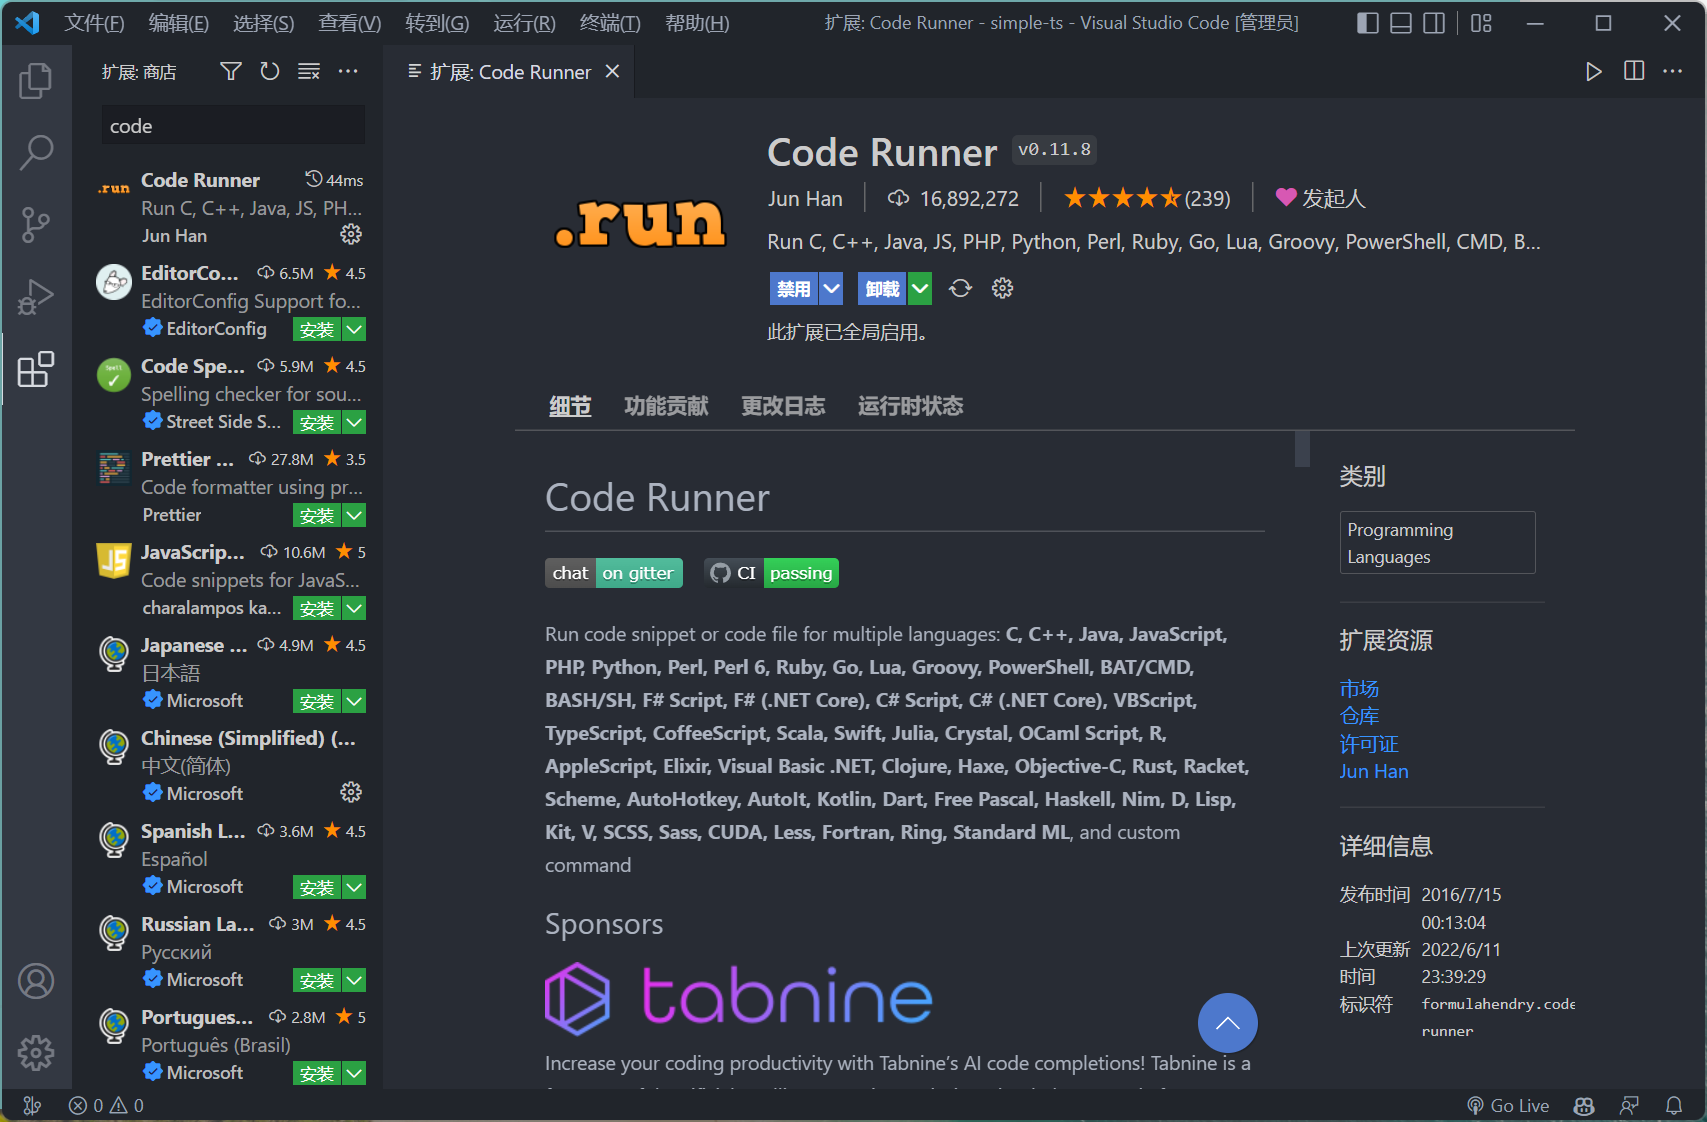 文件(F) 编辑(E) 选择(S) 查看(V) 转到(G) 运行(R) 终端(T) 帮助(H) 扩展: Code Runner - simple-ts - Visual Studio Code [管理员]
扩展: 商店
code
Code Runner 44ms
Run C, C++, Java, JS, PH...
Jun Han
EditorCo... 6.5M 4.5
EditorConfig Support fo...
EditorConfig 安装
Code Spe... 5.9M 4.5
Spelling checker for sou...
Street Side S... 安装
Prettier ... 27.8M 3.5
Code formatter using pr...
Prettier 安装
JavaScrip... 10.6M 5
Code snippets for JavaS...
charalampos ka... 安装
Japanese ... 4.9M 4.5
日本語
Microsoft 安装
Chinese (Simplified) (...
中文(简体)
Microsoft
Spanish L... 3.6M 4.5
Español
Microsoft 安装
Russian La... 3M 4.5
Русский
Microsoft 安装
Portugues... 2.8M 5
Português (Brasil)
Microsoft 安装
扩展: Code Runner
.run
Code Runner v0.11.8
Jun Han 16,892,272 (239) 发起人
Run C, C++, Java, JS, PHP, Python, Perl, Ruby, Go, Lua, Groovy, PowerShell, CMD, B...
禁用 卸载
此扩展已全局启用。
细节 功能贡献 更改日志 运行时状态
Code Runner
chat on gitter CI passing
Run code snippet or code file for multiple languages: C, C++, Java, JavaScript,
PHP, Python, Perl, Perl 6, Ruby, Go, Lua, Groovy, PowerShell, BAT/CMD,
BASH/SH, F# Script, F# (.NET Core), C# Script, C# (.NET Core), VBScript,
TypeScript, CoffeeScript, Scala, Swift, Julia, Crystal, OCaml Script, R,
AppleScript, Elixir, Visual Basic .NET, Clojure, Haxe, Objective-C, Rust, Racket,
Scheme, AutoHotkey, AutoIt, Kotlin, Dart, Free Pascal, Haskell, Nim, D, Lisp,
Kit, V, SCSS, Sass, CUDA, Less, Fortran, Ring, Standard ML, and custom
command
Sponsors
tabnine
Increase your coding productivity with Tabnine’s AI code completions! Tabnine is a
类别
Programming
Languages
扩展资源
市场
仓库
许可证
Jun Han
详细信息
发布时间 2016/7/15
00:13:04
上次更新 2022/6/11
时间 23:39:29
标识符 formulahendry.code
runner
0 0 Go Live